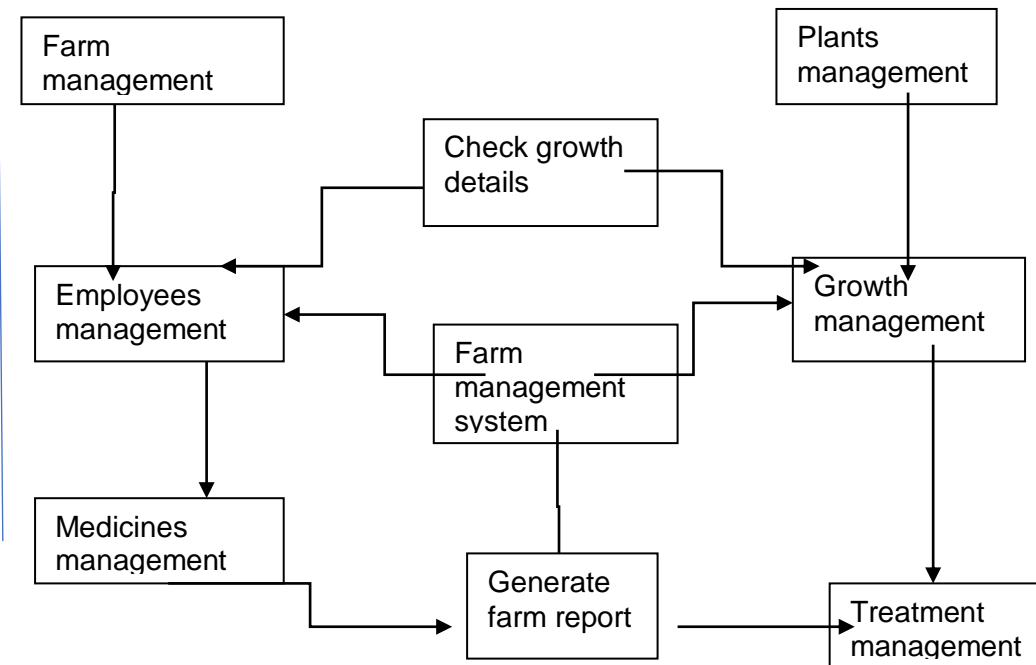 Farm
management
Plants
management
Check growth
details
Employees
management
Growth
management
Farm
management
system
Medicines
management
Generate
farm report
Treatment
management